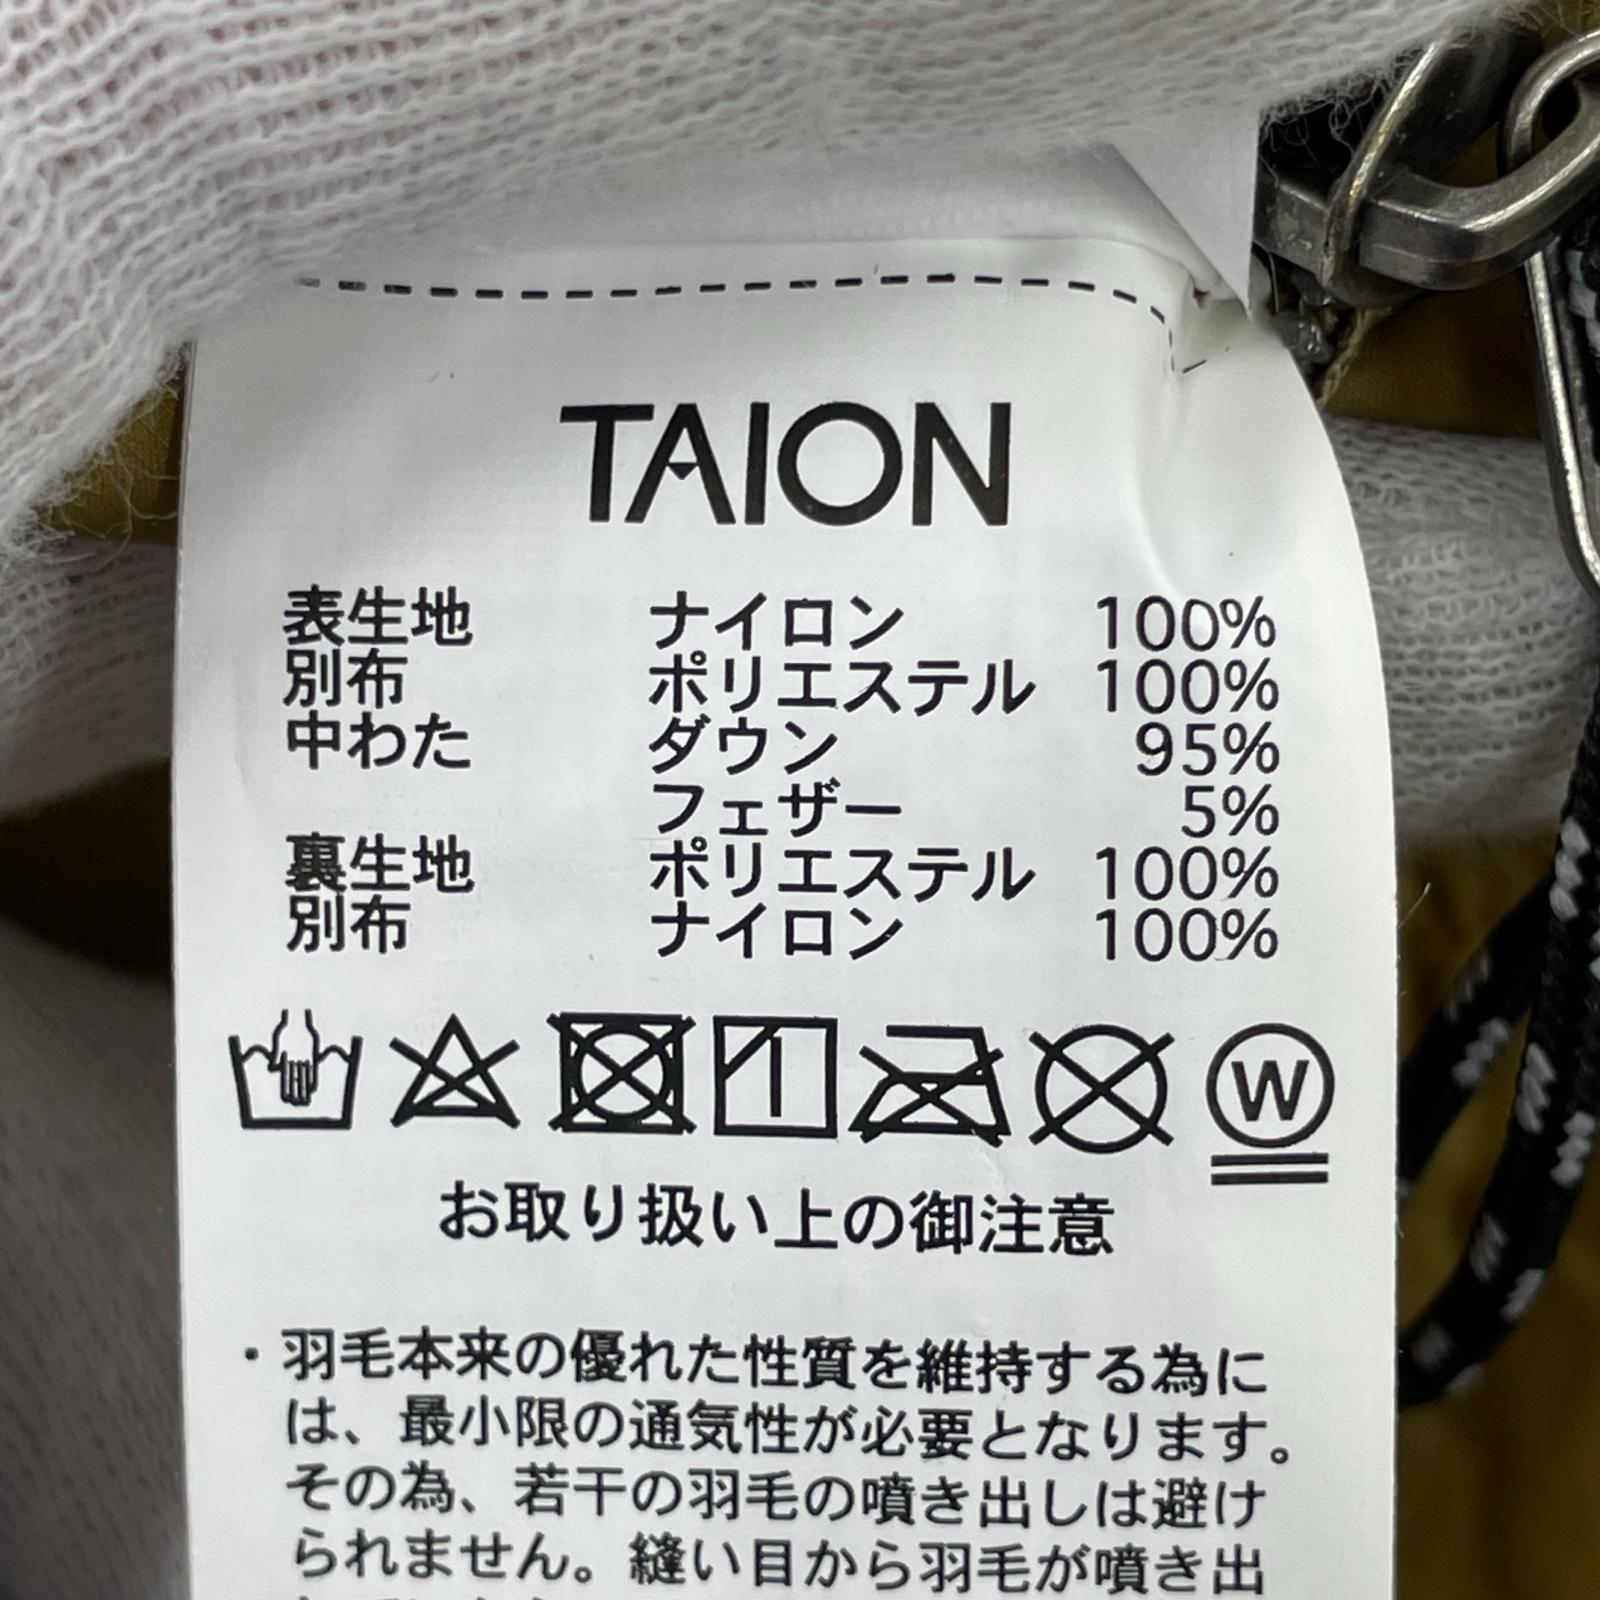 TAION
表生地 ナイロン 100%
別布 ポリエステル 100%
中わた ダウン 95%
フェザー 5%
裏生地 ポリエステル 100%
別布 ナイロン 100%
W
お取り扱い上の御注意
・羽毛本来の優れた性質を維持する為に
は、最小限の通気性が必要となります。
その為、若干の羽毛の噴き出しは避け
られません。縫い目から羽毛が噴き出